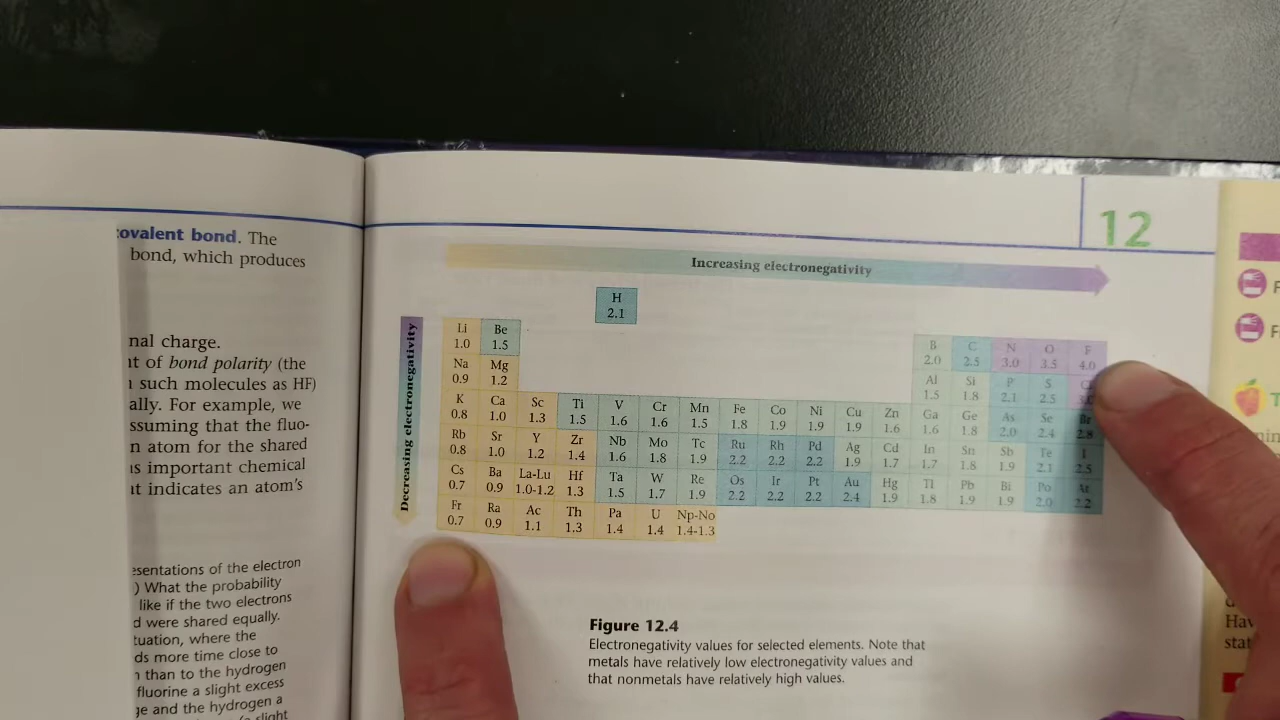 covalent bond. The
bond, which produces
nal charge.
t of bond polarity (the
such molecules as HF)
ally. For example, we
ssuming that the fluo-
n atom for the shared
s important chemical
t indicates an atom's
esentations of the electron
) What the probability
like if the two electrons
d were shared equally.
tuation, where the
ds more time close to
than to the hydrogen
fluorine a slight excess
ge and the hydrogen a
slight
12
Increasing electronegativity
Decreasing electronegativity
H
2.1
Li Be B C N O F
1.0 1.5 2.0 2.5 3.0 3.5 4.0
Na Mg Al Si P S
0.9 1.2 1.5 1.8 2.1 2.5
K Ca Sc Ti V Cr Mn Fe Co Ni Cu Zn Ga Ge As Se Br
0.8 1.0 1.3 1.5 1.6 1.6 1.5 1.8 1.9 1.9 1.9 1.6 1.6 1.8 2.0 2.4 2.8
Rb Sr Y Zr Nb Mo Tc Ru Rh Pd Ag Cd In Sn Sb Te I
0.8 1.0 1.2 1.4 1.6 1.8 1.9 2.2 2.2 2.2 1.9 1.7 1.7 1.8 1.9 2.1 2.5
Cs Ba La-Lu Hf Ta W Re Os Ir Pt Au Hg Tl Pb Bi Po At
0.7 0.9 1.0-1.2 1.3 1.5 1.7 1.9 2.2 2.2 2.2 2.4 1.9 1.8 1.9 1.9 2.0 2.2
Fr Ra Ac Th Pa U Np-No
0.7 0.9 1.1 1.3 1.4 1.4 1.4-1.3
Figure 12.4
Electronegativity values for selected elements. Note that
metals have relatively low electronegativity values and
that nonmetals have relatively high values.